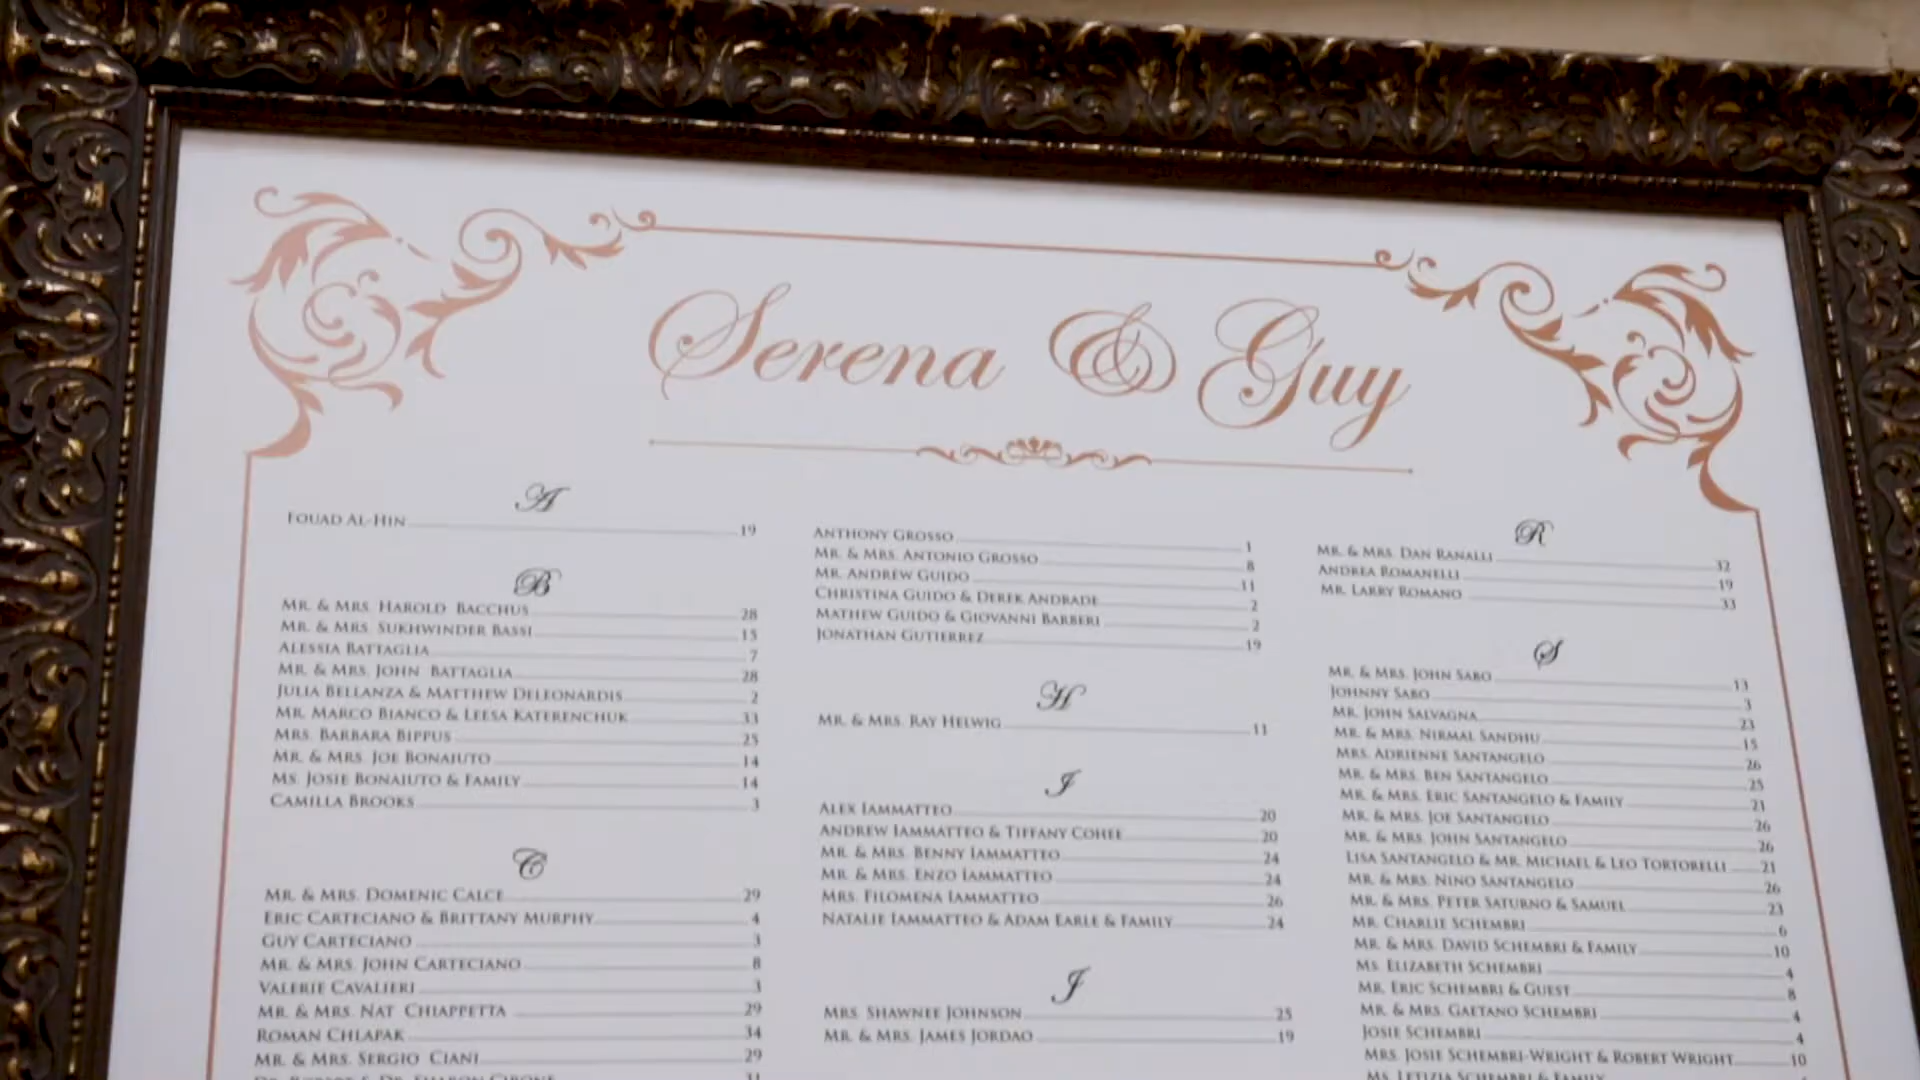 Serena & Guy
A
FOUAD AL-HIN 19
B
MR. & MRS. HAROLD BACCHUS 28
MR. & MRS. SUKHWINDER BASSI 15
ALESSIA BATTAGLIA 7
MR. & MRS. JOHN BATTAGLIA 28
JULIA BELLANZA & MATTHEW DELEONARDIS 2
MR. MARCO BIANCO & LEESA KATERENCHUK 33
MRS. BARBARA BIPPUS 25
MR. & MRS. JOE BONAIUTO 14
MS. JOSIE BONAIUTO & FAMILY 14
CAMILLA BROOKS 3
C
MR. & MRS. DOMENIC CALCE 29
ERIC CARTECIANO & BRITTANY MURPHY 4
GUY CARTECIANO 3
MR. & MRS. JOHN CARTECIANO 8
VALERIE CAVALIERI 3
MR. & MRS. NAT CHIAPPETTA 29
ROMAN CHLAPAK 34
MR. & MRS. SERGIO CIANI 29
ANTHONY GROSSO 1
MR. & MRS. ANTONIO GROSSO 8
MR. ANDREW GUIDO 11
CHRISTINA GUIDO & DEREK ANDRADE 2
MATHEW GUIDO & GIOVANNI BARBERI 2
JONATHAN GUTIERREZ 19
H
MR. & MRS. RAY HELWIG 11
I
ALEX IAMMATTEO 20
ANDREW IAMMATTEO & TIFFANY COHEE 20
MR. & MRS. BENNY IAMMATTEO 24
MR. & MRS. ENZO IAMMATTEO 24
MRS. FILOMENA IAMMATTEO 26
NATALIE IAMMATTEO & ADAM EARLE & FAMILY 24
J
MRS. SHAWNEE JOHNSON 25
MR. & MRS. JAMES JORDAO 19
R
MR. & MRS. DAN RANALLI 32
ANDREA ROMANELLI 19
MR. LARRY ROMANO 33
S
MR. & MRS. JOHN SABO 13
JOHNNY SABO 3
MR. JOHN SALVAGNA 23
MR. & MRS. NIRMAL SANDHU 15
MRS. ADRIENNE SANTANGELO 26
MR. & MRS. BEN SANTANGELO 25
MR. & MRS. ERIC SANTANGELO & FAMILY 21
MR. & MRS. JOE SANTANGELO 26
MR. & MRS. JOHN SANTANGELO 26
LISA SANTANGELO & MR. MICHAEL & LEO TORTORELLI 21
MR. & MRS. NINO SANTANGELO 26
MR. & MRS. PETER SATURNO & SAMUEL 23
MR. CHARLIE SCHEMBRI 6
MR. & MRS. DAVID SCHEMBRI & FAMILY 10
MS. ELIZABETH SCHEMBRI 4
MR. ERIC SCHEMBRI & GUEST 8
MR. & MRS. GAETANO SCHEMBRI 4
JOSIE SCHEMBRI 4
MRS. JOSIE SCHEMBRI-WRIGHT & ROBERT WRIGHT 10
MS. LETIZIA SCHEMBRI & FAMILY